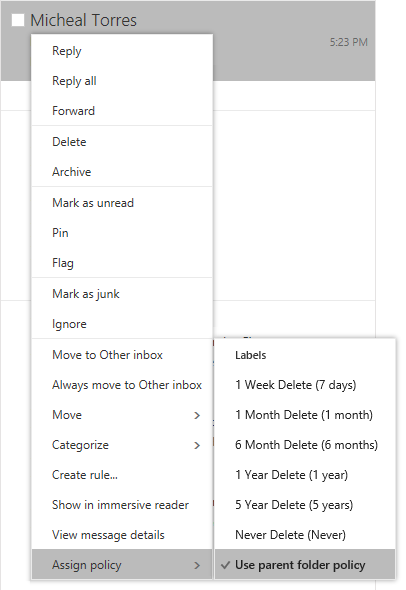 Micheal Torres
5:23 PM
Reply
Reply all
Forward
Delete
Archive
Mark as unread
Pin
Flag
Mark as junk
Ignore
Move to Other inbox
Always move to Other inbox
Move
Categorize
Create rule...
Show in immersive reader
View message details
Assign policy
Labels
1 Week Delete (7 days)
1 Month Delete (1 month)
6 Month Delete (6 months)
1 Year Delete (1 year)
5 Year Delete (5 years)
Never Delete (Never)
Use parent folder policy